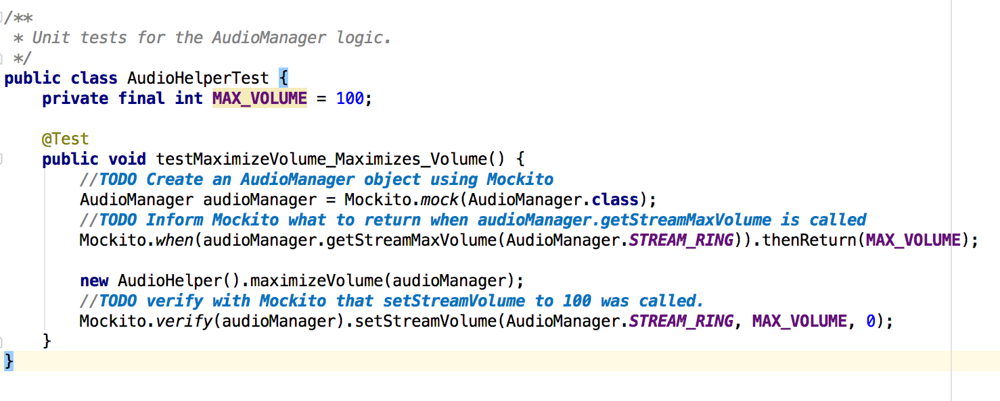 /**
 * Unit tests for the AudioManager logic.
 */
public class AudioHelperTest {
    private final int MAX_VOLUME = 100;

    @Test
    public void testMaximizeVolume_Maximizes_Volume() {
        //TODO Create an AudioManager object using Mockito
        AudioManager audioManager = Mockito.mock(AudioManager.class);
        //TODO Inform Mockito what to return when audioManager.getStreamMaxVolume is called
        Mockito.when(audioManager.getStreamMaxVolume(AudioManager.STREAM_RING)).thenReturn(MAX_VOLUME);

        new AudioHelper().maximizeVolume(audioManager);
        //TODO verify with Mockito that setStreamVolume to 100 was called.
        Mockito.verify(audioManager).setStreamVolume(AudioManager.STREAM_RING, MAX_VOLUME, 0);
    }
}